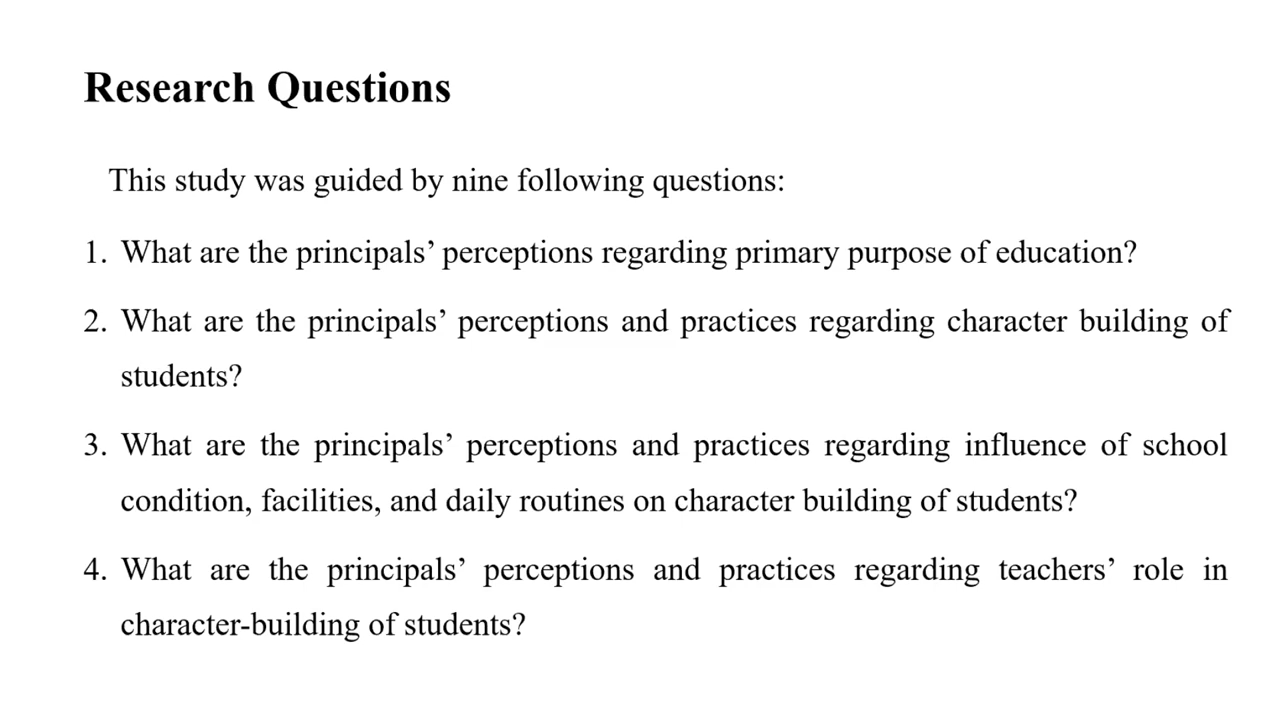 Research Questions
This study was guided by nine following questions:
1. What are the principals’ perceptions regarding primary purpose of education?
2. What are the principals’ perceptions and practices regarding character building of
students?
3. What are the principals’ perceptions and practices regarding influence of school
condition, facilities, and daily routines on character building of students?
4. What are the principals’ perceptions and practices regarding teachers’ role in
character-building of students?